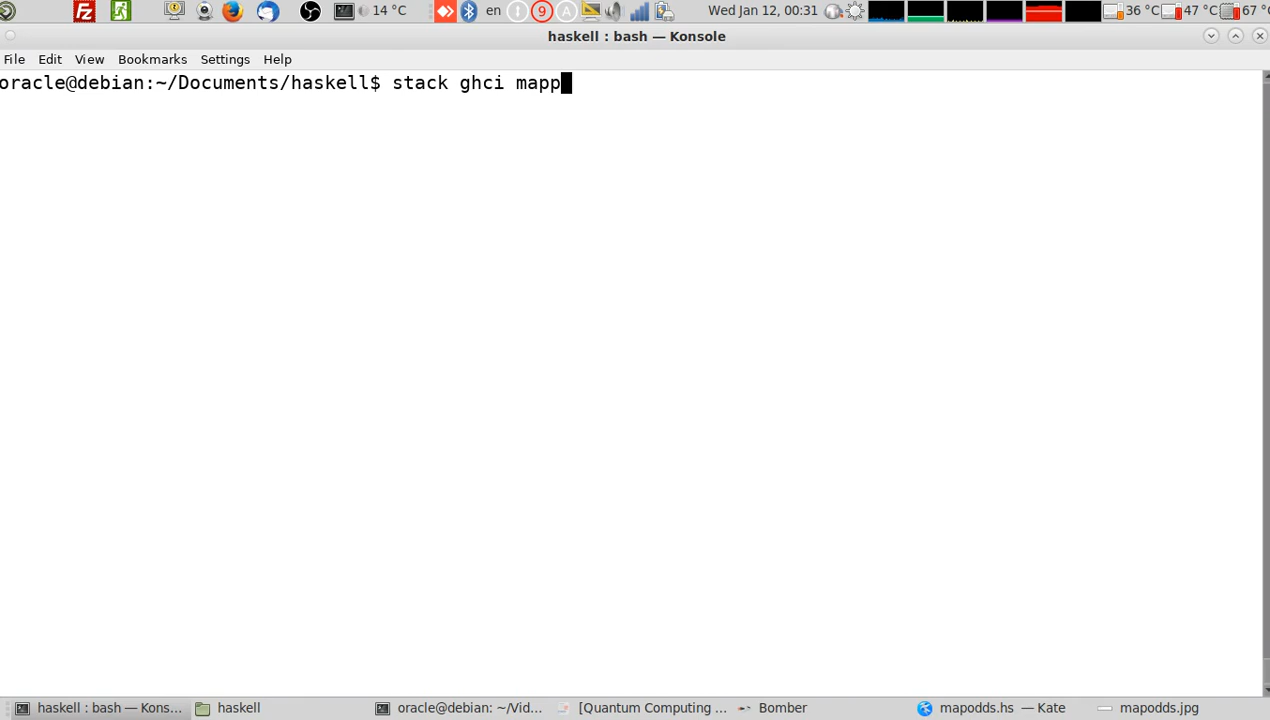 en 9 A
14 °C
Wed Jan 12, 00:31
36 °C 47 °C 67 °C
haskell : bash — Konsole
File Edit View Bookmarks Settings Help
oracle@debian:~/Documents/haskell$ stack ghci mapp
haskell : bash — Kons... haskell oracle@debian: ~/Vid... [Quantum Computing ... Bomber mapodds.hs — Kate mapodds.jpg